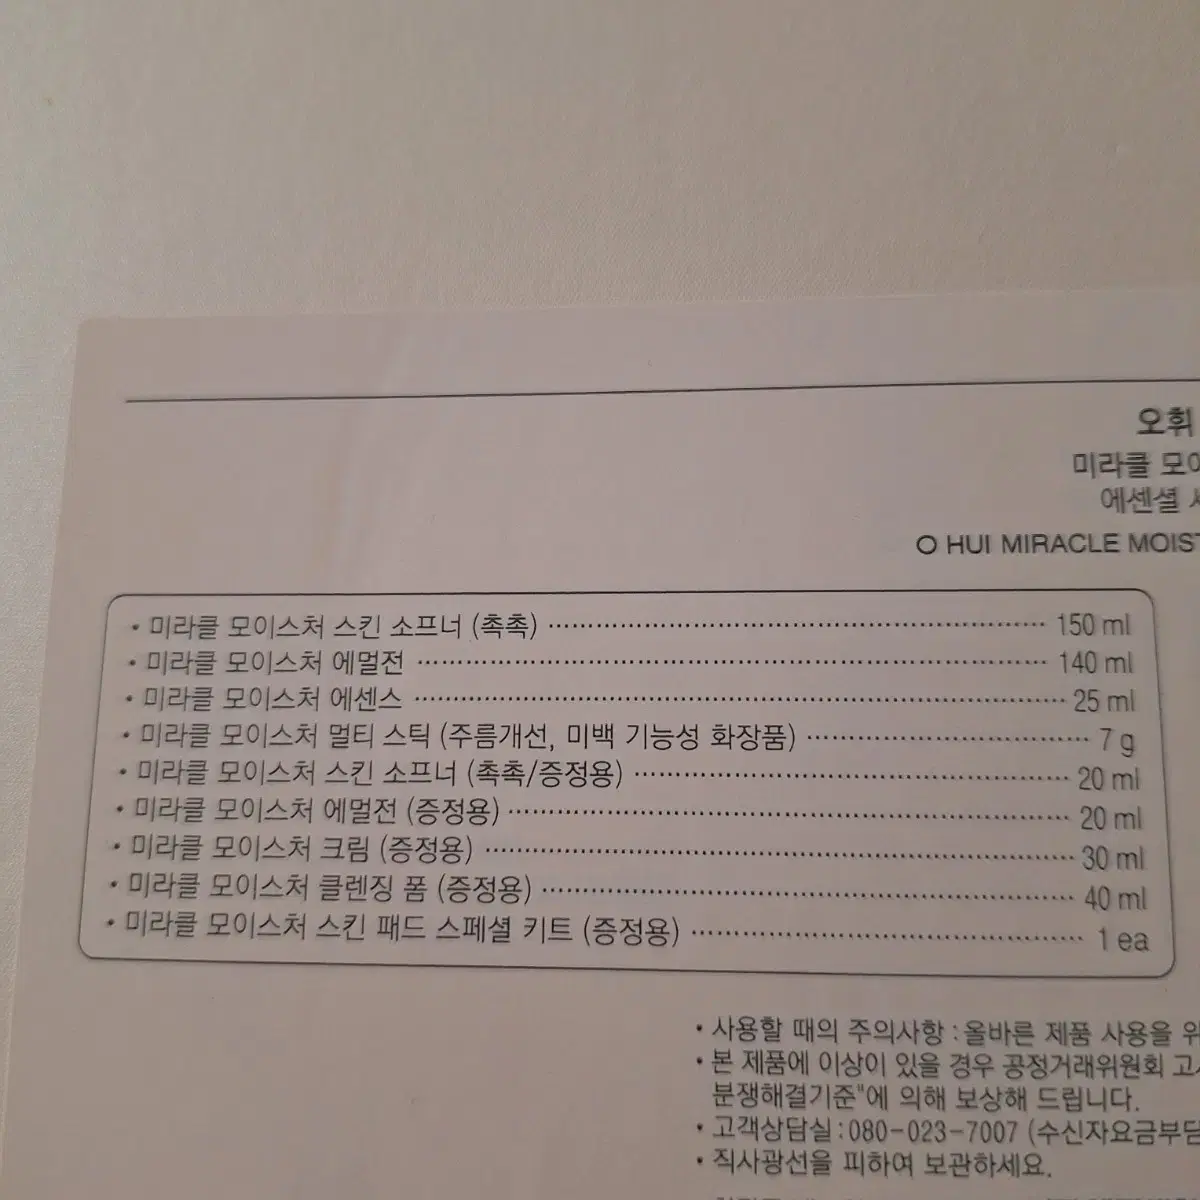 오휘
미라클
에센셜
O HUI MIRACLE
• 미라클 모이스처 스킨 소프너 (촉촉) 150 ml
• 미라클 모이스처 에멀전 140 ml
• 미라클 모이스처 에센스 25 ml
• 미라클 모이스처 멀티 스틱 (주름개선, 미백 기능성 화장품) 7 g
• 미라클 모이스처 스킨 소프너 (촉촉/증정용) 20 ml
• 미라클 모이스처 에멀전 (증정용) 20 ml
• 미라클 모이스처 크림 (증정용) 30 ml
• 미라클 모이스처 클렌징 폼 (증정용) 40 ml
• 미라클 모이스처 스킨 패드 스페셜 키트 (증정용) 1 ea
• 사용할 때의 주의사항 : 올바른 제품 사용을
• 본 제품에 이상이 있을 경우 공정거래위원회
분쟁해결기준"에 의해 보상해 드립니다.
• 고객상담실 : 080-023-7007 (수신자요금부담
• 직사광선을 피하여 보관하세요.